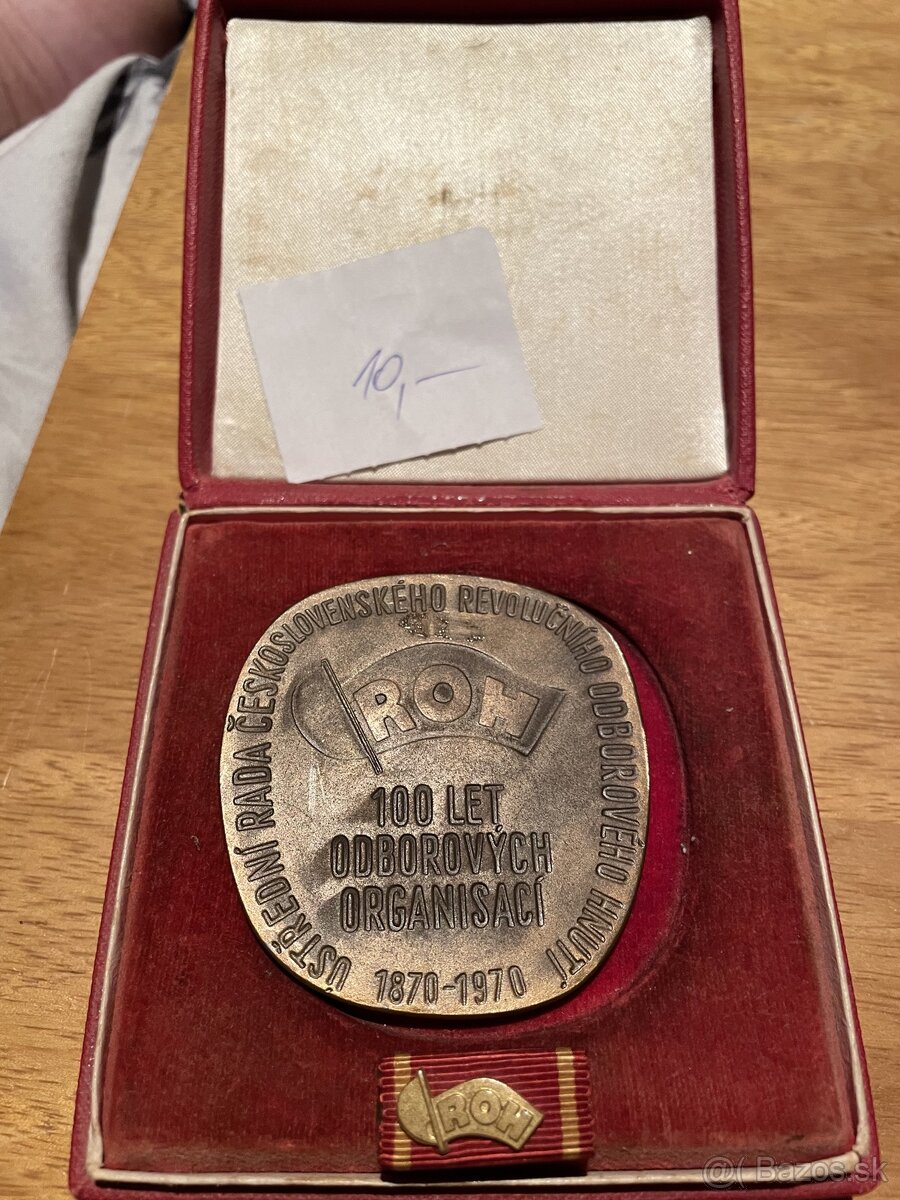 10,–
ÚSTŘEDNÍ RADA ČESKOSLOVENSKÉHO REVOLUČNÍHO ODBOROVÉHO HNUTÍ
ROH
100 LET
ODBOROVÝCH
ORGANISACÍ
1870-1970
ROH
Bazos.sk